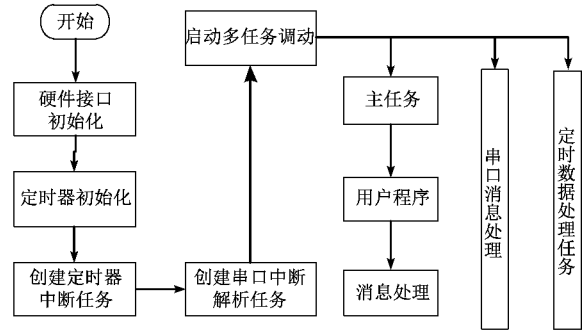 开始
硬件接口
初始化
定时器初始化
创建定时器
中断任务
创建串口中断
解析任务
启动多任务调动
主任务
用户程序
消息处理
串口消息处理
定时数据处理任务